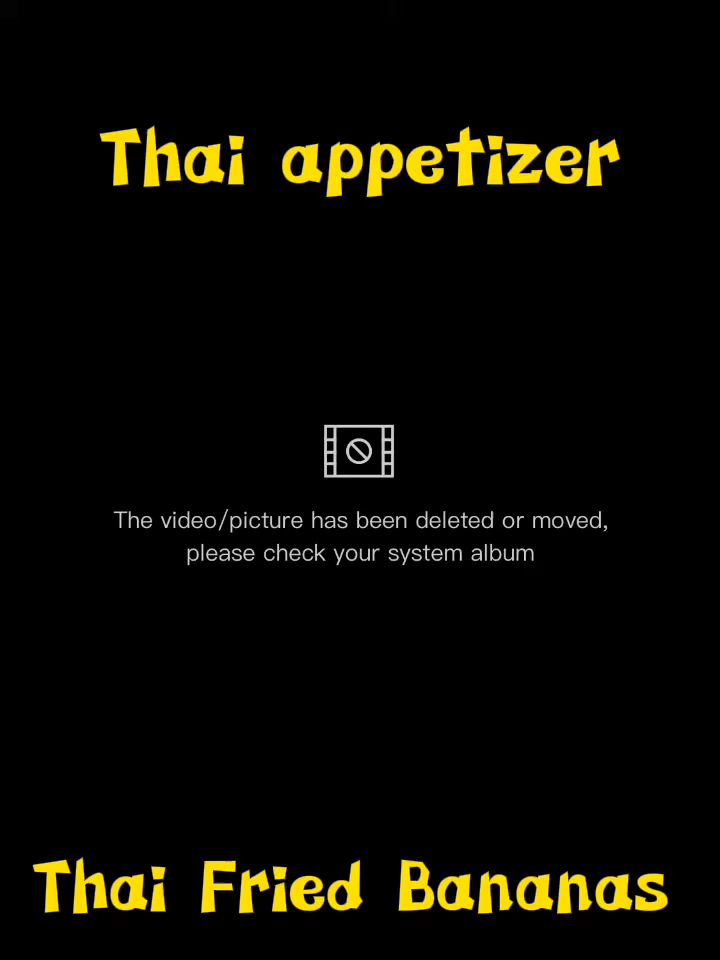 Thai appetizer
The video/picture has been deleted or moved,
please check your system album
Thai Fried Bananas